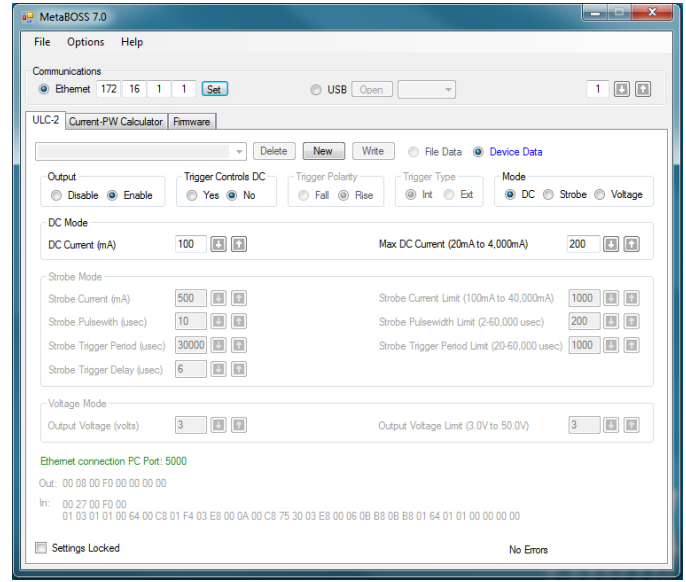 MetaBOSS 7.0
File Options Help
Communications
Ethernet 172 16 1 1 Set USB Open 1
ULC-2 Current-PW Calculator Firmware
Delete New Write File Data Device Data
Output Trigger Controls DC Trigger Polarity Trigger Type Mode
Disable Enable Yes No Fall Rise Int Ext DC Strobe Voltage
DC Mode
DC Current (mA) 100 Max DC Current (20mA to 4,000mA) 200
Strobe Mode
Strobe Current (mA) 500 Strobe Current Limit (100mA to 40,000mA) 1000
Strobe Pulsewith (usec) 10 Strobe Pulsewidth Limit (2-60,000 usec) 200
Strobe Trigger Period (usec) 30000 Strobe Trigger Period Limit (20-60,000 usec) 1000
Strobe Trigger Delay (usec) 6
Voltage Mode
Output Voltage (volts) 3 Output Voltage Limit (3.0V to 50.0V) 3
Ethernet connection PC Port: 5000
Out: 00 08 00 F0 00 00 00 00
In: 00 27 00 F0 00
01 03 01 01 00 64 00 C8 01 F4 03 E8 00 0A 00 C8 75 30 03 E8 00 06 0B B8 0B B8 01 64 01 01 00 00 00 00
Settings Locked No Errors